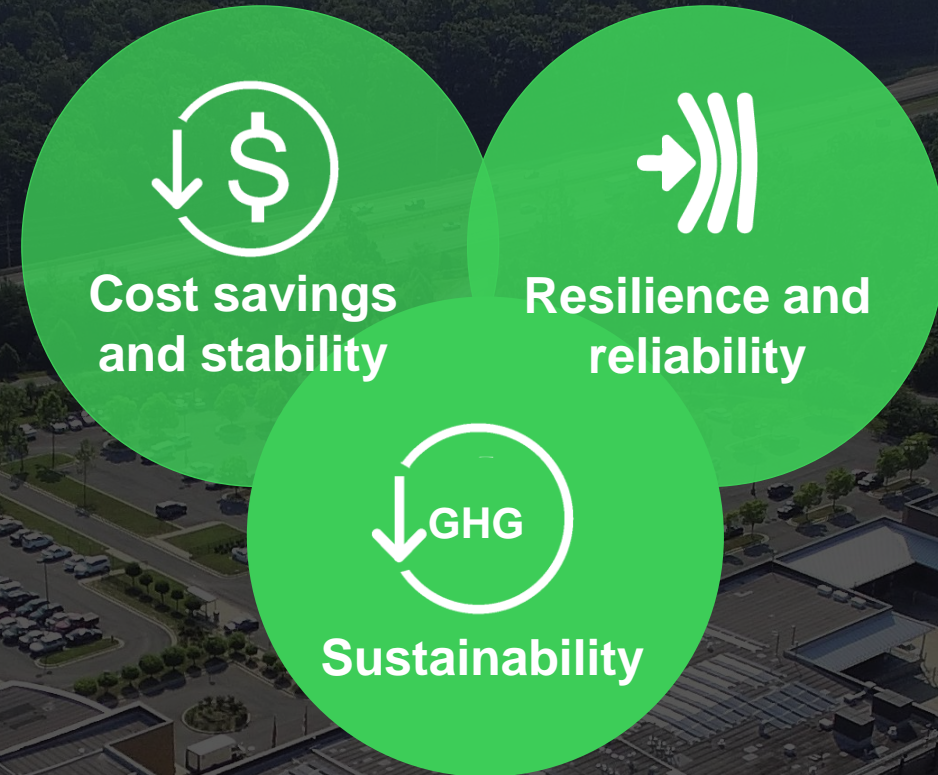 $
Cost savings
and stability
Resilience and
reliability
GHG
Sustainability